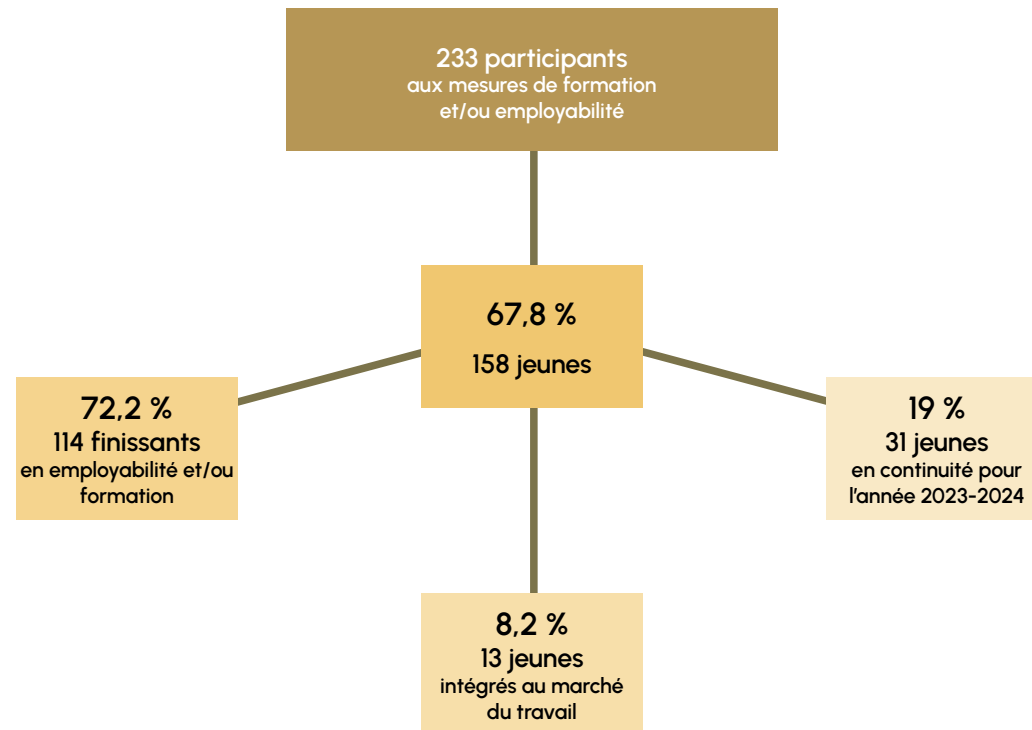 233 participants
aux mesures de formation
et/ou employabilité
67,8 %
158 jeunes
72,2 %
114 finissants
en employabilité et/ou
formation
19 %
31 jeunes
en continuité pour
l'année 2023-2024
8,2 %
13 jeunes
intégrés au marché
du travail